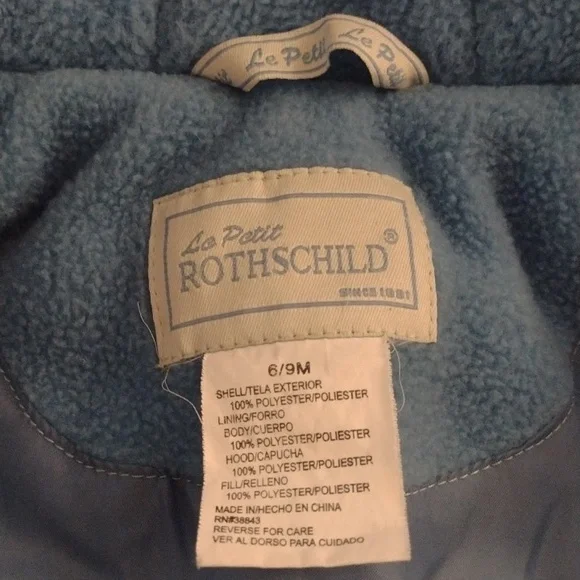 Le Petit Le Petit
Le Petit
ROTHSCHILD®
SINCE 1881
6/9M
SHELL/TELA EXTERIOR
100% POLYESTER/POLIESTER
LINING/FORRO
BODY/CUERPO
100% POLYESTER/POLIESTER
HOOD/CAPUCHA
100% POLYESTER/POLIESTER
FILL/RELLENO
100% POLYESTER/POLIESTER
MADE IN/HECHO EN CHINA
RN#38843
REVERSE FOR CARE
VER AL DORSO PARA CUIDADO